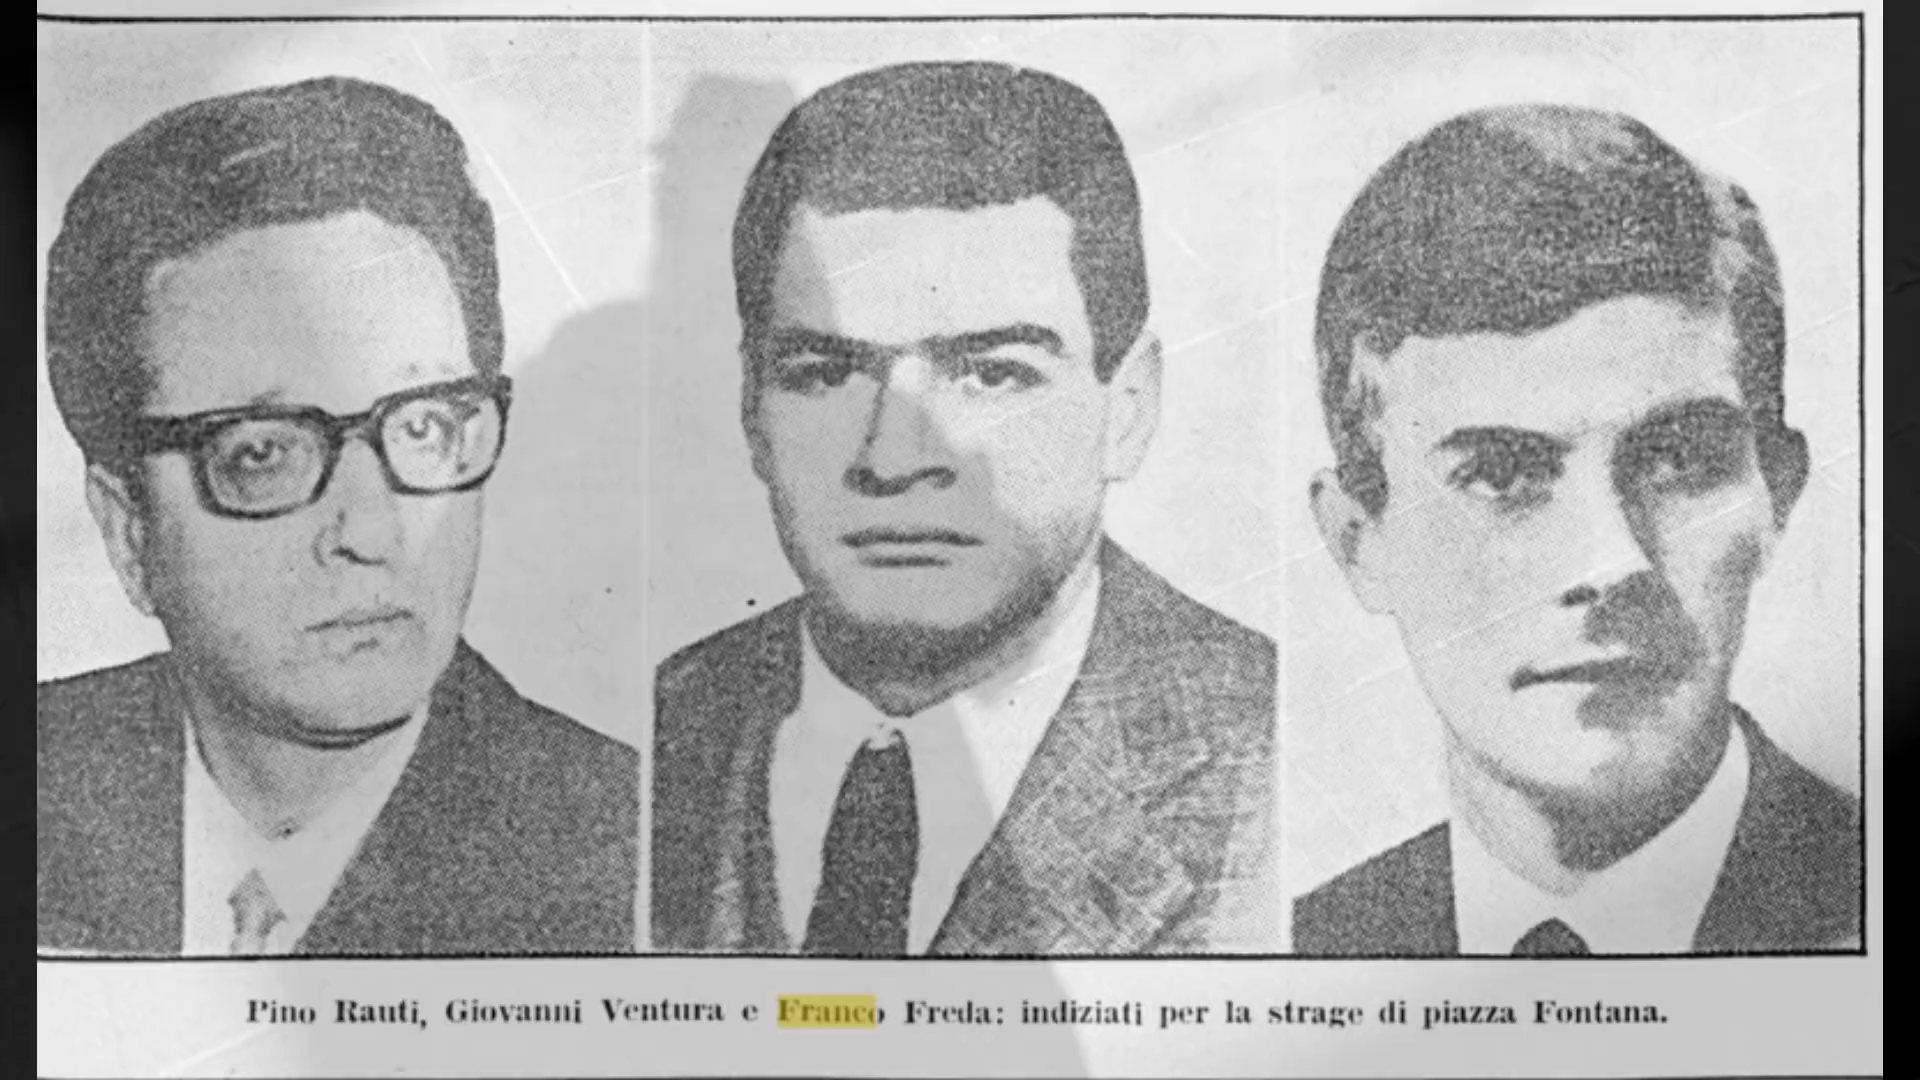 Pino Rauti, Giovanni Ventura e Franco Freda: indiziati per la strage di piazza Fontana.